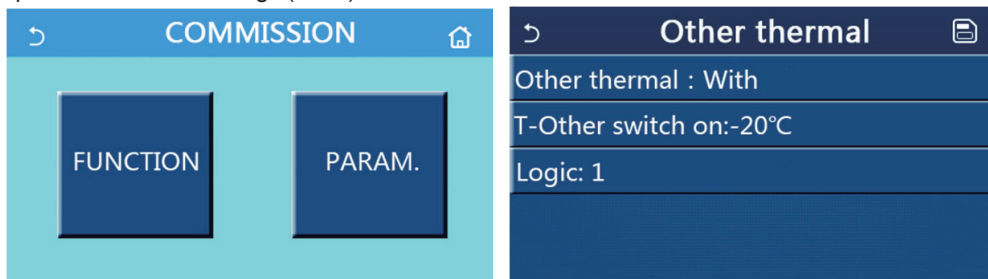 COMMISSION
FUNCTION
PARAM.
Other thermal
Other thermal : With
T-Other switch on:-20℃
Logic: 1